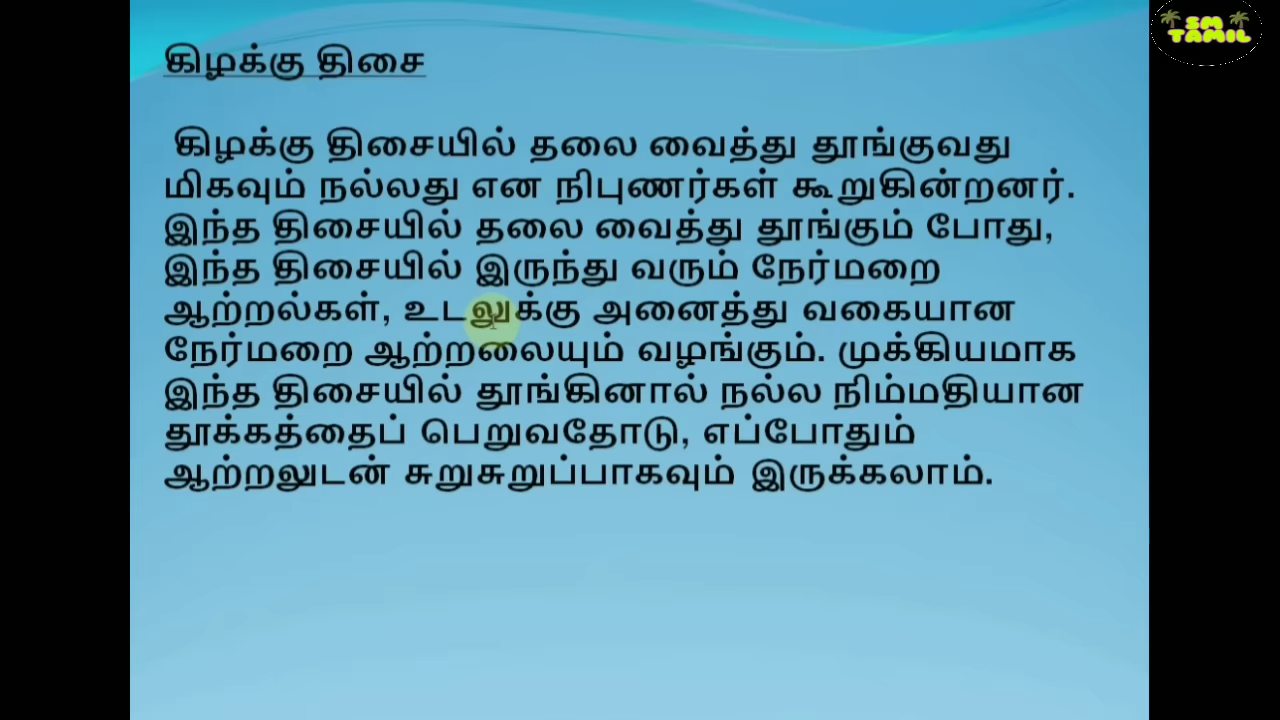 கிழக்கு திசை
கிழக்கு திசையில் தலை வைத்து தூங்குவது
மிகவும் நல்லது என நிபுணர்கள் கூறுகின்றனர்.
இந்த திசையில் தலை வைத்து தூங்கும் போது,
இந்த திசையில் இருந்து வரும் நேர்மறை
ஆற்றல்கள், உடலுக்கு அனைத்து வகையான
நேர்மறை ஆற்றலையும் வழங்கும். முக்கியமாக
இந்த திசையில் தூங்கினால் நல்ல நிம்மதியான
தூக்கத்தைப் பெறுவதோடு, எப்போதும்
ஆற்றலுடன் சுறுசுறுப்பாகவும் இருக்கலாம்.
SM
TAMIL